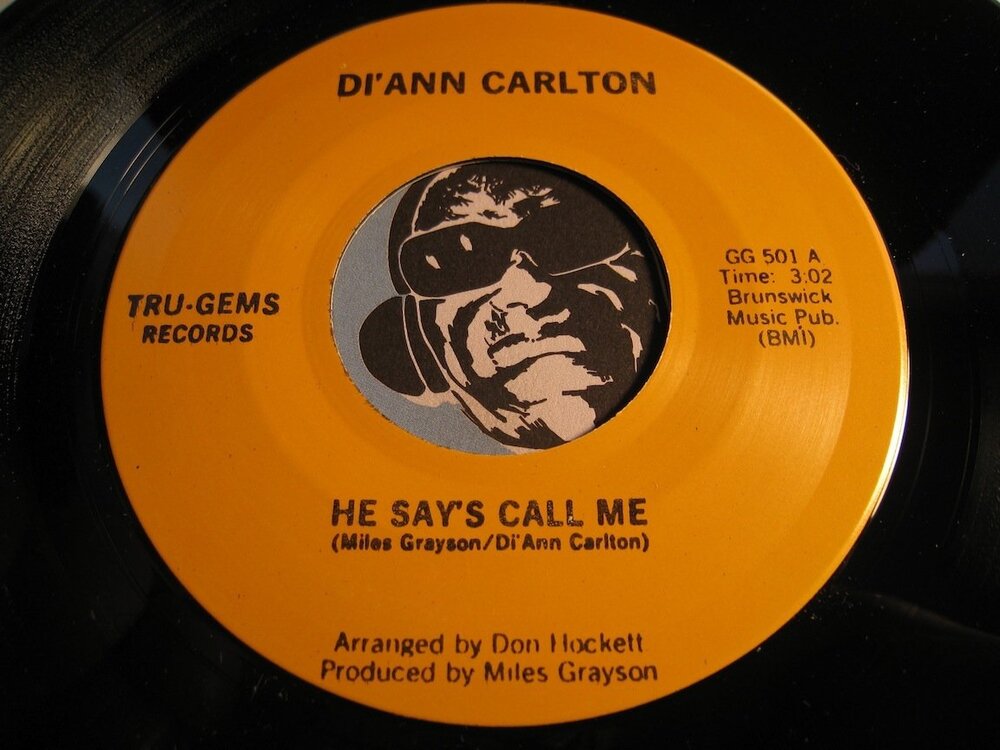 DI'ANN CARLTON
TRU-GEMS
RECORDS
GG 501 A
Time: 3:02
Brunswick
Music Pub.
(BMI)
HE SAY'S CALL ME
(Miles Grayson/Di'Ann Carlton)
Arranged by Don Hockett
Produced by Miles Grayson